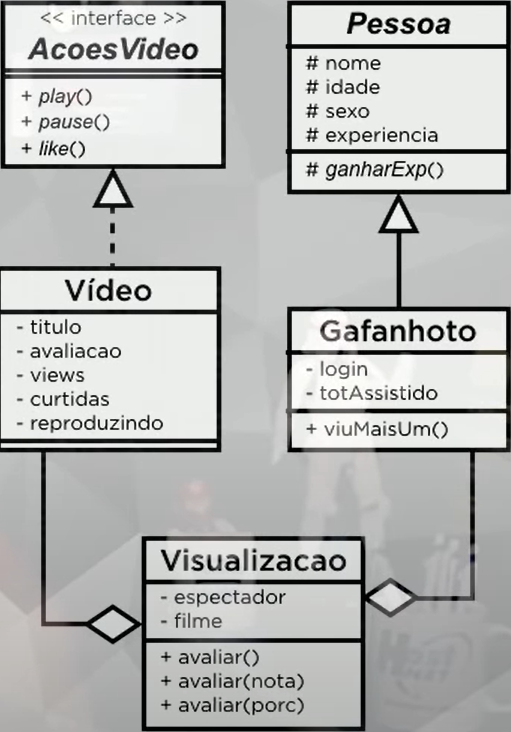 << interface >>
AcoesVideo
+ play()
+ pause()
+ like()
Pessoa
# nome
# idade
# sexo
# experiencia
# ganharExp()
Vídeo
- titulo
- avaliacao
- views
- curtidas
- reproduzindo
Gafanhoto
- login
- totAssistido
+ viuMaisUm()
Visualizacao
- espectador
- filme
+ avaliar()
+ avaliar(nota)
+ avaliar(porc)